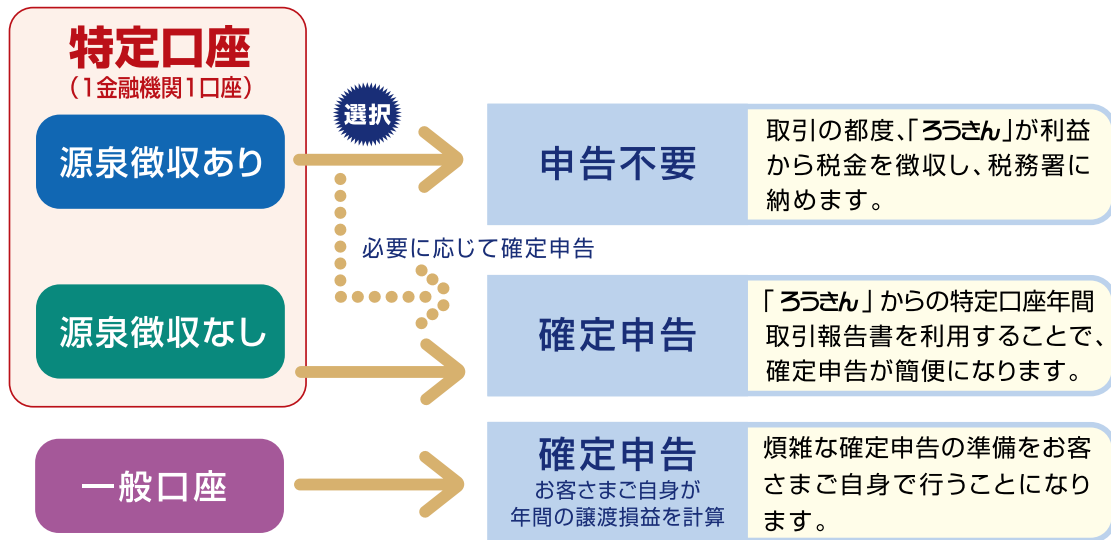 特定口座
（1金融機関1口座）
源泉徴収あり
選択
申告不要
取引の都度、「ろうきん」が利益
から税金を徴収し、税務署に
納めます。
必要に応じて確定申告
源泉徴収なし
確定申告
「ろうきん」からの特定口座年間
取引報告書を利用することで、
確定申告が簡便になります。
一般口座
確定申告
お客さまご自身が
年間の譲渡損益を計算
煩雑な確定申告の準備をお客
さまご自身で行うことになり
ます。